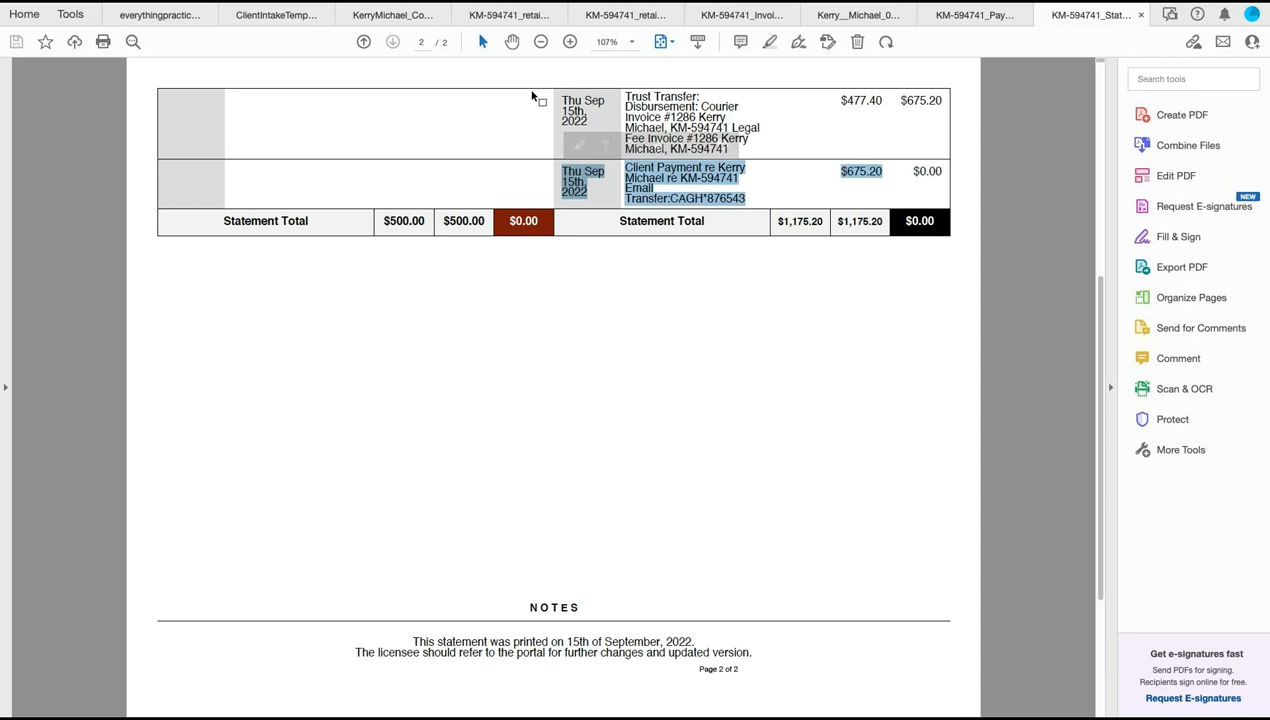 Home
Tools
everythingpractic...
ClientIntakeTemp...
KerryMichael_Co...
KM-594741_retai...
KM-594741_retai...
KM-594741_Invoi...
Kerry__Michael_0...
KM-594741_Pay...
KM-594741_Stat... ×
2 / 2
107%
Search tools
Create PDF
Combine Files
Edit PDF
NEW
Request E-signatures
Fill & Sign
Export PDF
Organize Pages
Send for Comments
Comment
Scan & OCR
Protect
More Tools
Get e-signatures fast
Send PDFs for signing.
Recipients sign online for free.
Request E-signatures
Thu Sep
15th,
2022
Trust Transfer:
Disbursement: Courier
Invoice #1286 Kerry
Michael, KM-594741 Legal
Fee Invoice #1286 Kerry
Michael, KM-594741
$477.40
$675.20
Thu Sep
15th,
2022
Client Payment re Kerry
Michael re KM-594741
Email
Transfer:CAGH*876543
$675.20
$0.00
Statement Total
$500.00
$500.00
$0.00
Statement Total
$1,175.20
$1,175.20
$0.00
NOTES
This statement was printed on 15th of September, 2022.
The licensee should refer to the portal for further changes and updated version.
Page 2 of 2